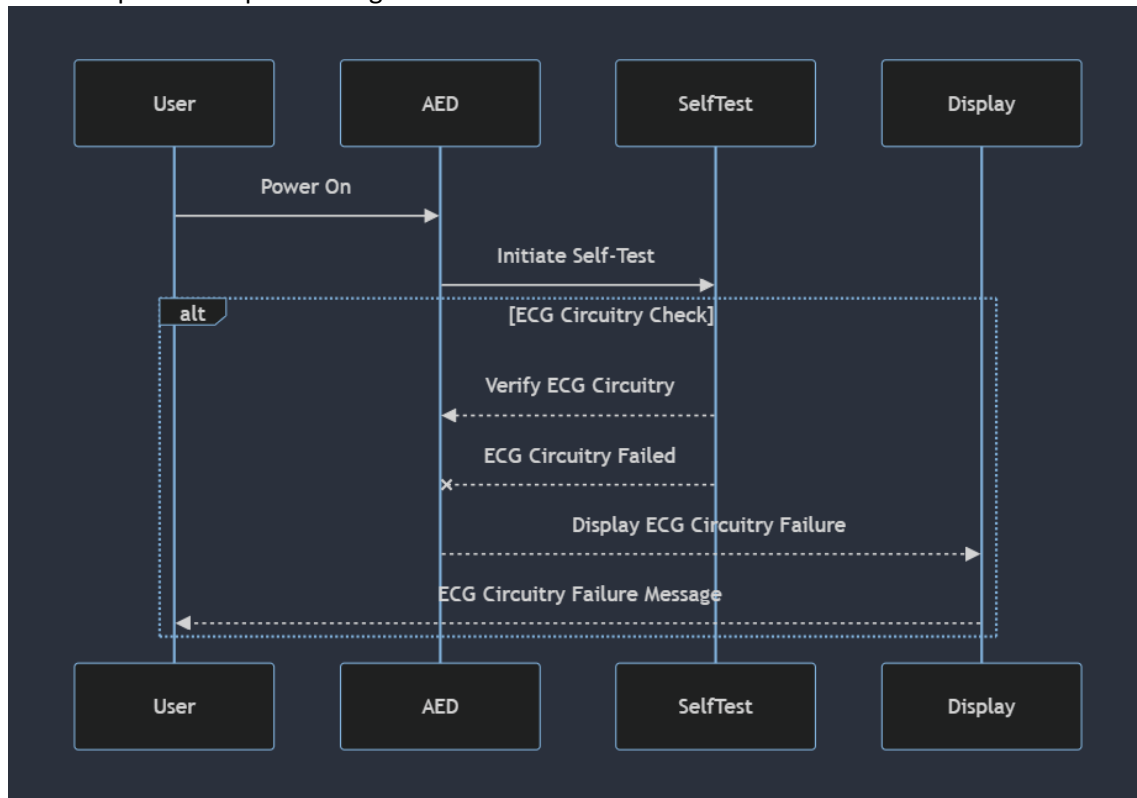 User AED SelfTest Display
Power On
Initiate Self-Test
alt [ECG Circuitry Check]
Verify ECG Circuitry
ECG Circuitry Failed
Display ECG Circuitry Failure
ECG Circuitry Failure Message
User AED SelfTest Display